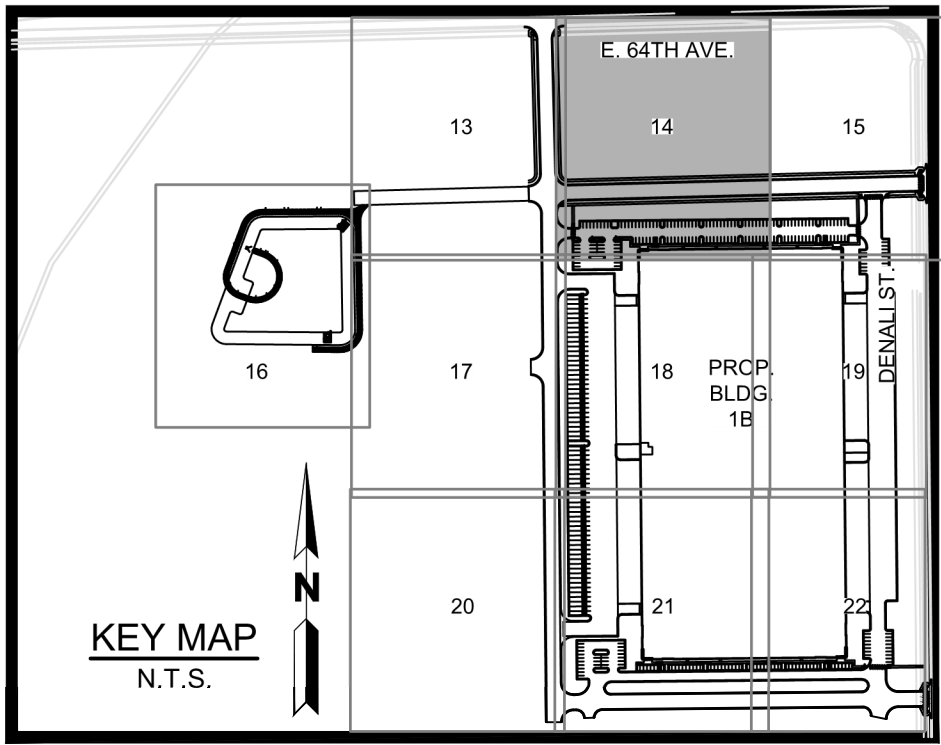 E. 64TH AVE.
13
14
15
16
17
18
PROP.
BLDG.
1B
19
DENALI ST.
20
21
22
N
KEY MAP
N.T.S.